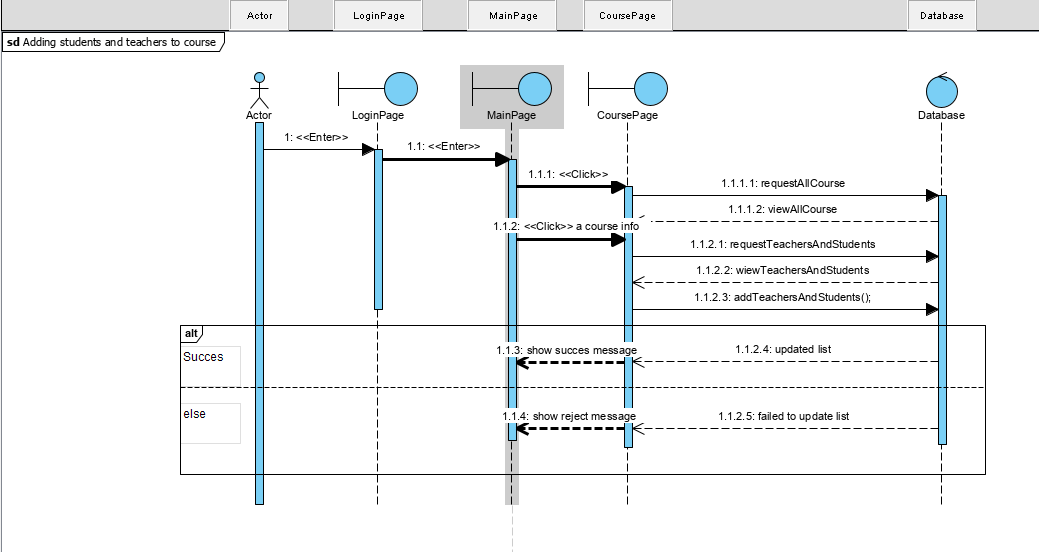 Actor LoginPage MainPage CoursePage Database
sd Adding students and teachers to course
Actor LoginPage MainPage CoursePage Database
1: <<Enter>>
1.1: <<Enter>>
1.1.1: <<Click>>
1.1.1.1: requestAllCourse
1.1.1.2: viewAllCourse
1.1.2: <<Click>> a course info
1.1.2.1: requestTeachersAndStudents
1.1.2.2: wiewTeachersAndStudents
1.1.2.3: addTeachersAndStudents();
alt
Succes
1.1.3: show succes message
1.1.2.4: updated list
else
1.1.4: show reject message
1.1.2.5: failed to update list